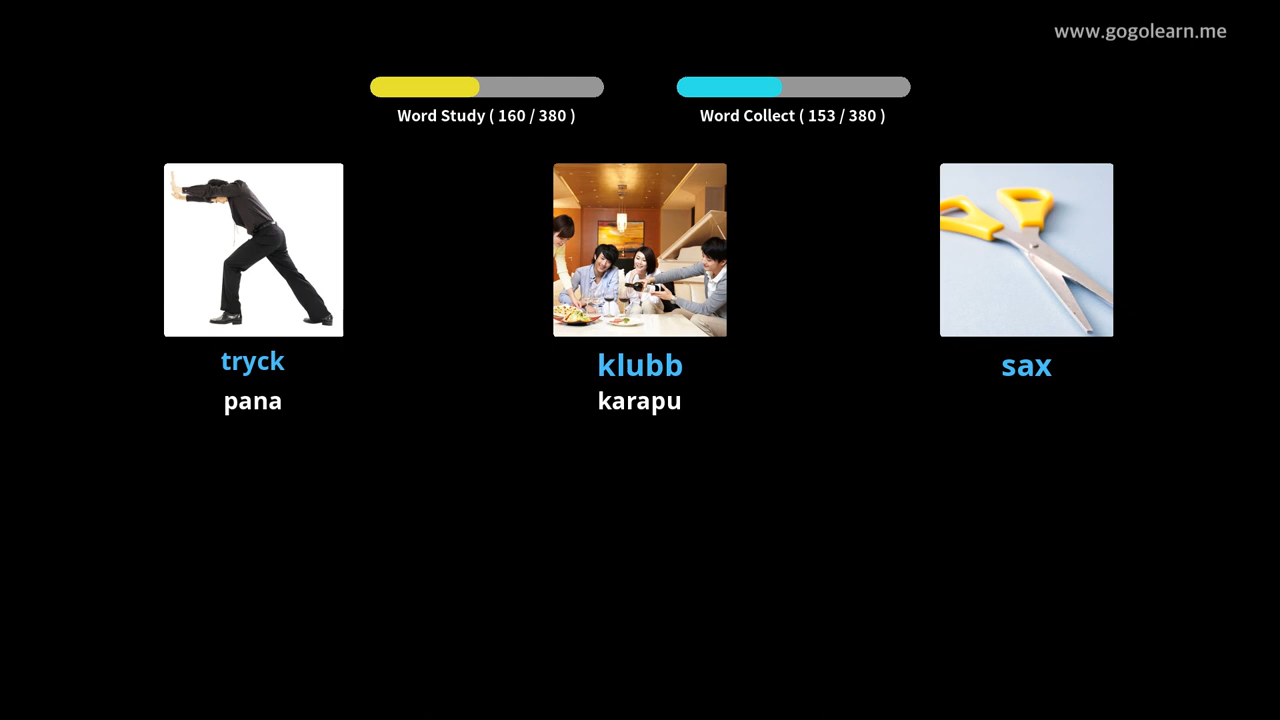 www.gogolearn.me
Word Study ( 160 / 380 )
Word Collect ( 153 / 380 )
tryck
klubb
sax
pana
karapu